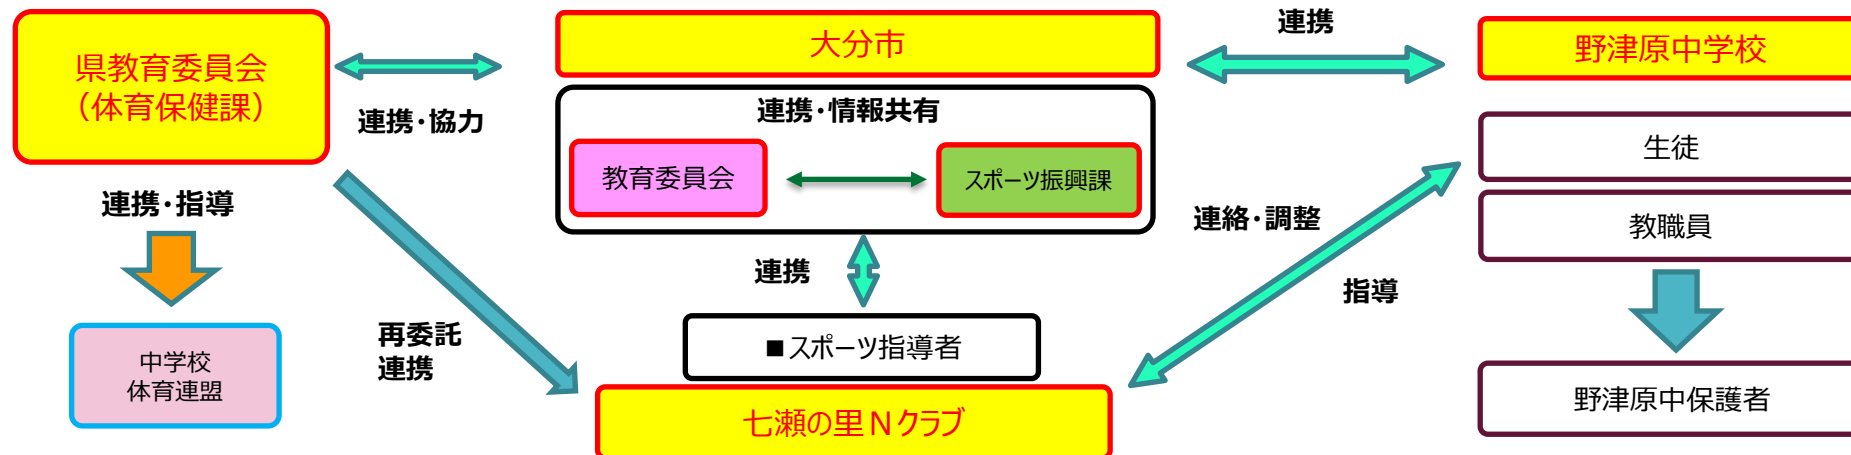 県教育委員会
（体育保健課）
連携・協力
大分市
連携・情報共有
教育委員会
スポーツ振興課
連携
野津原中学校
生徒
教職員
野津原中保護者
連携・指導
中学校
体育連盟
再委託
連携
連携
■スポーツ指導者
七瀬の里Ｎクラブ
連絡・調整
指導